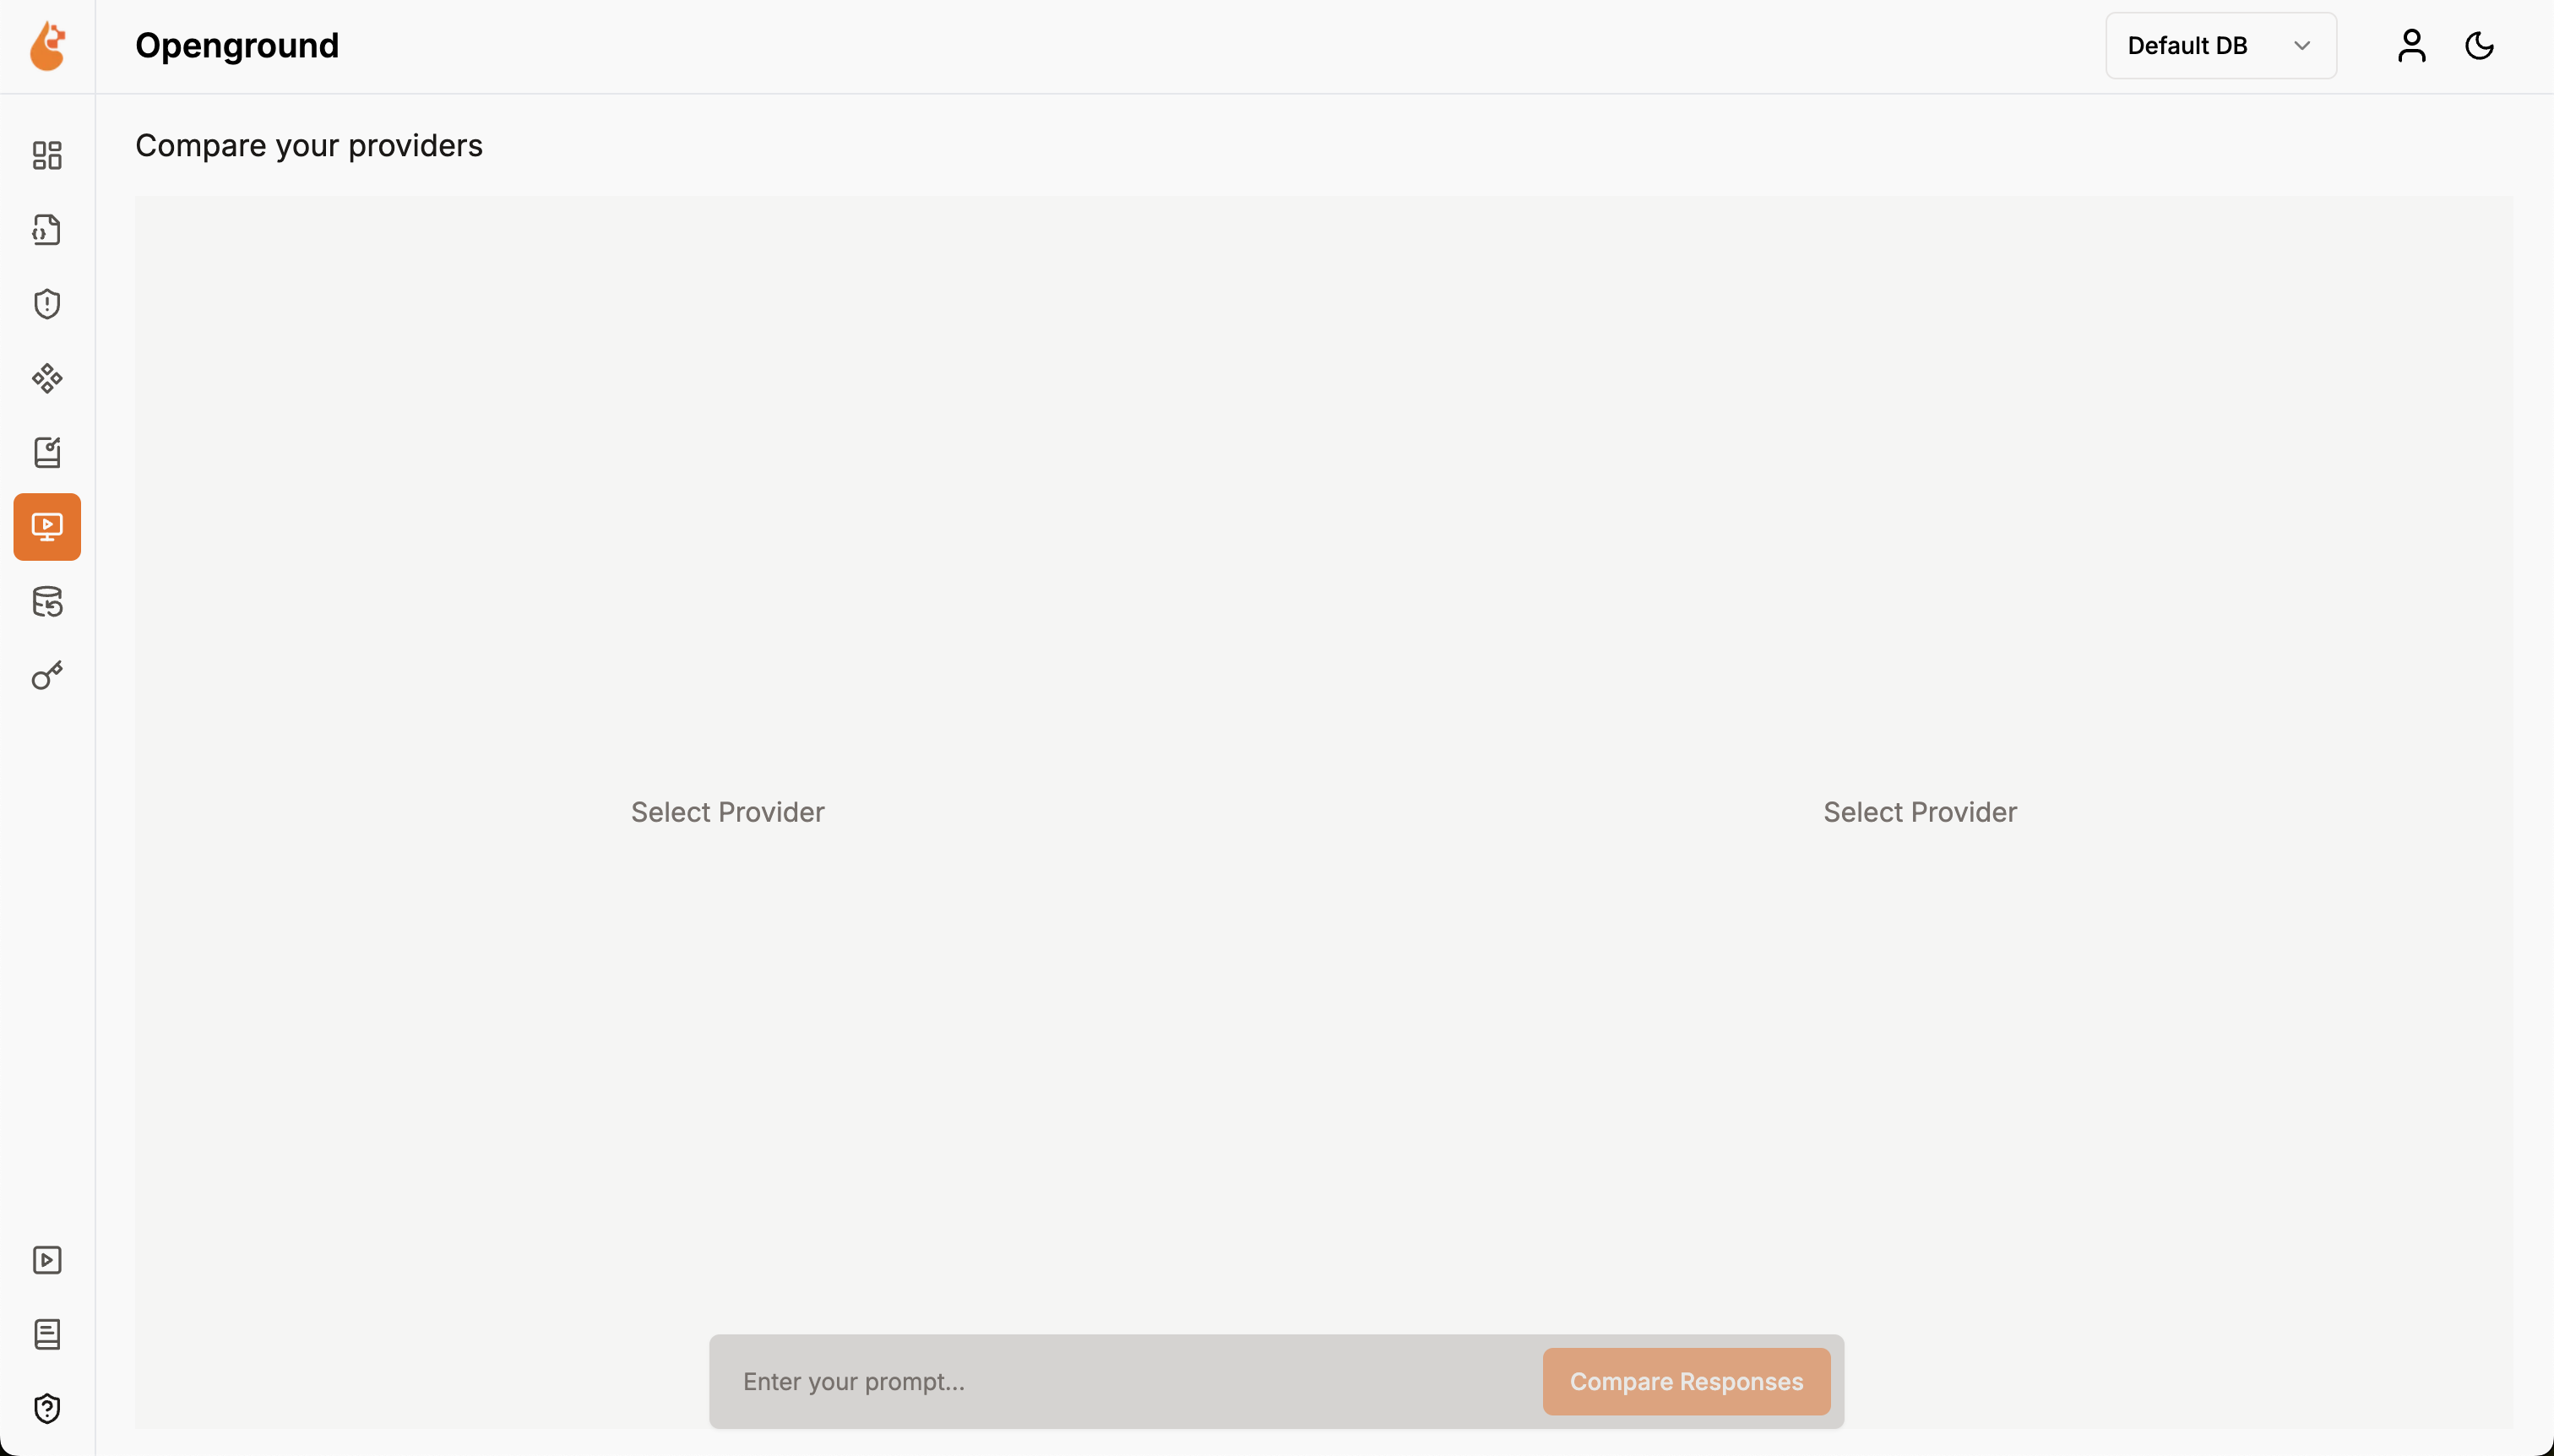 Openground
Default DB
Compare your providers
Select Provider
Select Provider
Enter your prompt...
Compare Responses